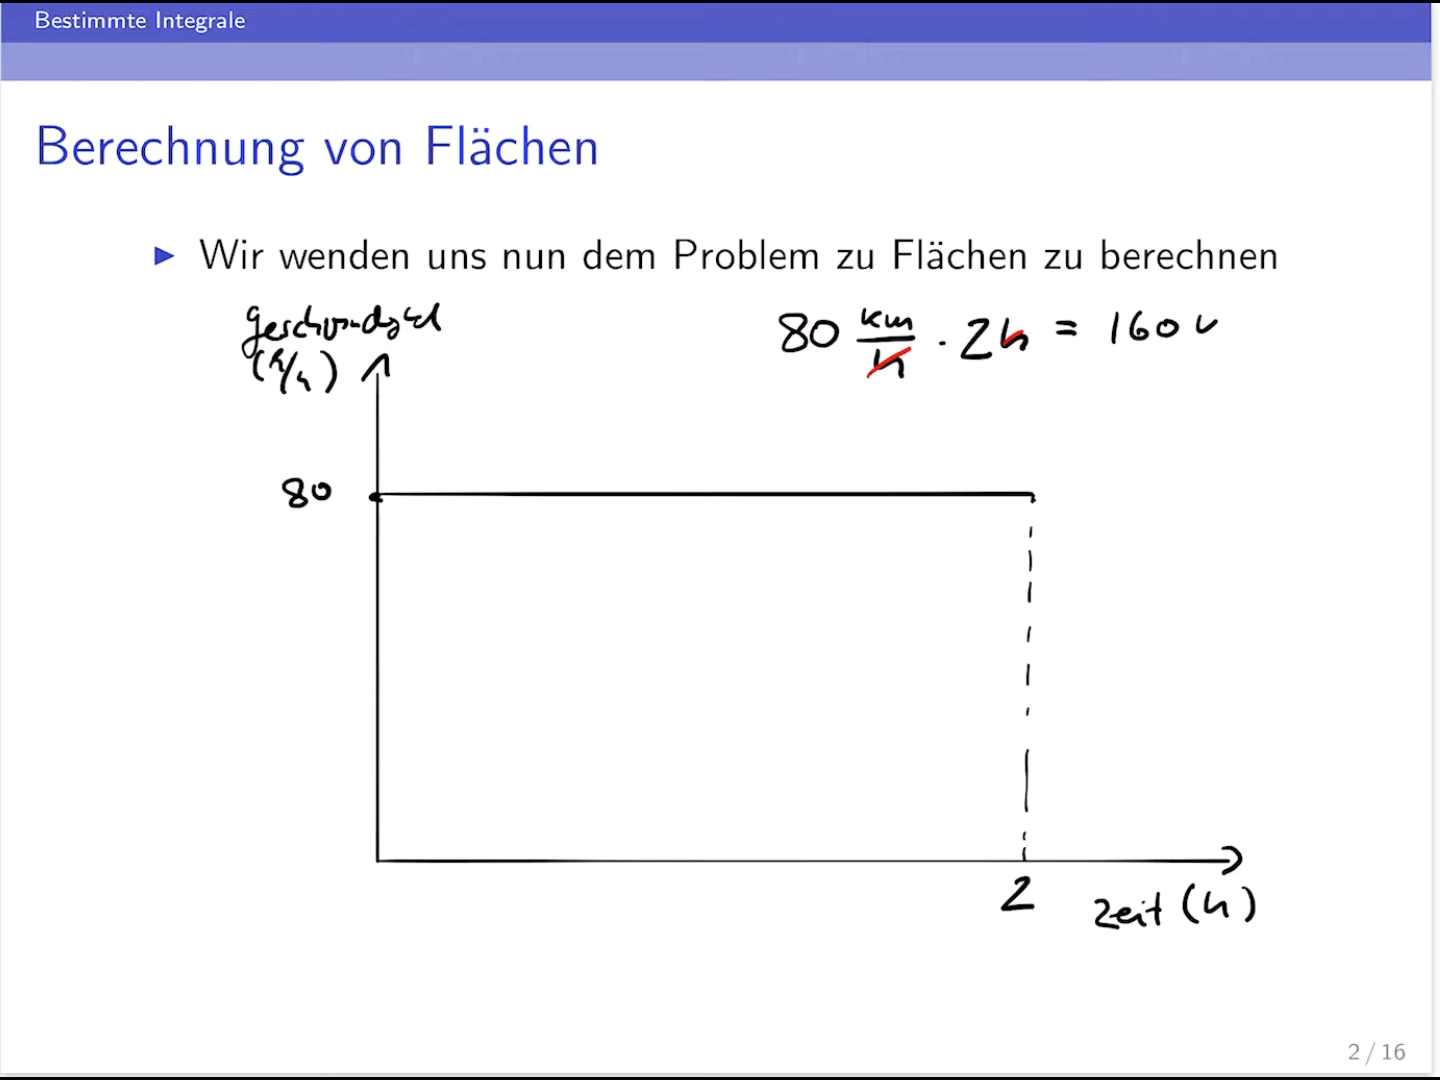 Bestimmte Integrale
Berechnung von Flächen
▶ Wir wenden uns nun dem Problem zu Flächen zu berechnen
80 km/h · 2h = 160
80
2
Zeit (h)
2 / 16